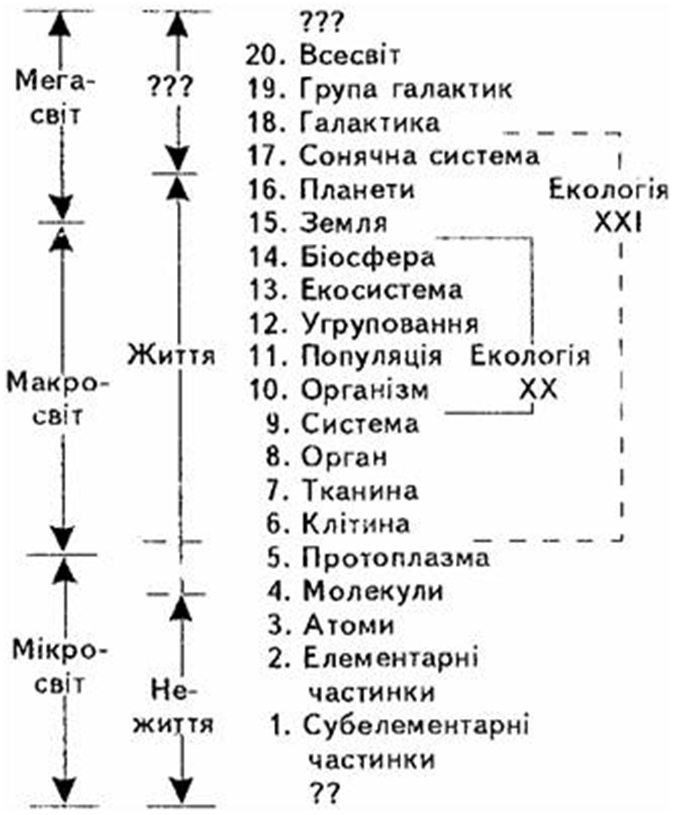 ???
20. Всесвіт
19. Група галактик
18. Галактика
17. Сонячна система
16. Планети
15. Земля
14. Біосфера
13. Екосистема
12. Угруповання
11. Популяція
10. Організм
9. Система
8. Орган
7. Тканина
6. Клітина
5. Протоплазма
4. Молекули
3. Атоми
2. Елементарні
частинки
1. Субелементарні
частинки
??
Мега-
світ
Макро-
світ
Мікро-
світ
???
Життя
Не-
життя
Екологія
XX
Екологія
XXI